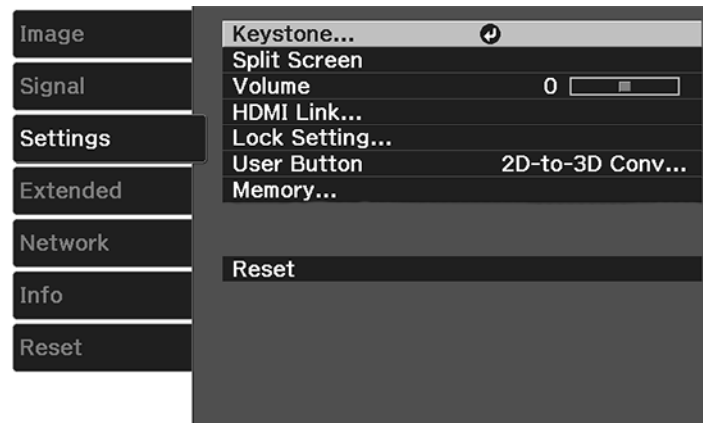 Image
Signal
Settings
Extended
Network
Info
Reset
Keystone...
Split Screen
Volume 0
HDMI Link...
Lock Setting...
User Button 2D-to-3D Conv...
Memory...
Reset